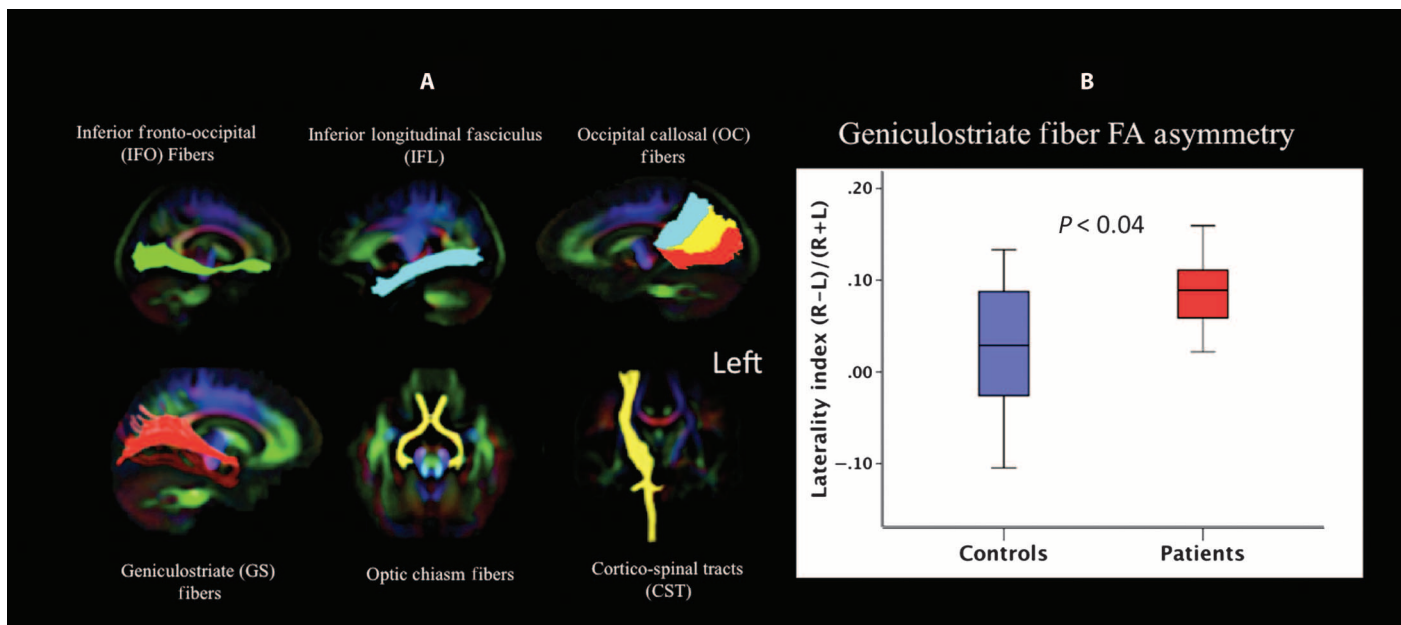 A
Inferior fronto-occipital
(IFO) Fibers
Inferior longitudinal fasciculus
(IFL)
Occipital callosal (OC)
fibers
Left
Geniculostriate (GS)
fibers
Optic chiasm fibers
Cortico-spinal tracts
(CST)
B
Geniculostriate fiber FA asymmetry
Laterality index (R−L)/(R+L)
.20
.10
.00
−.10
P < 0.04
Controls
Patients